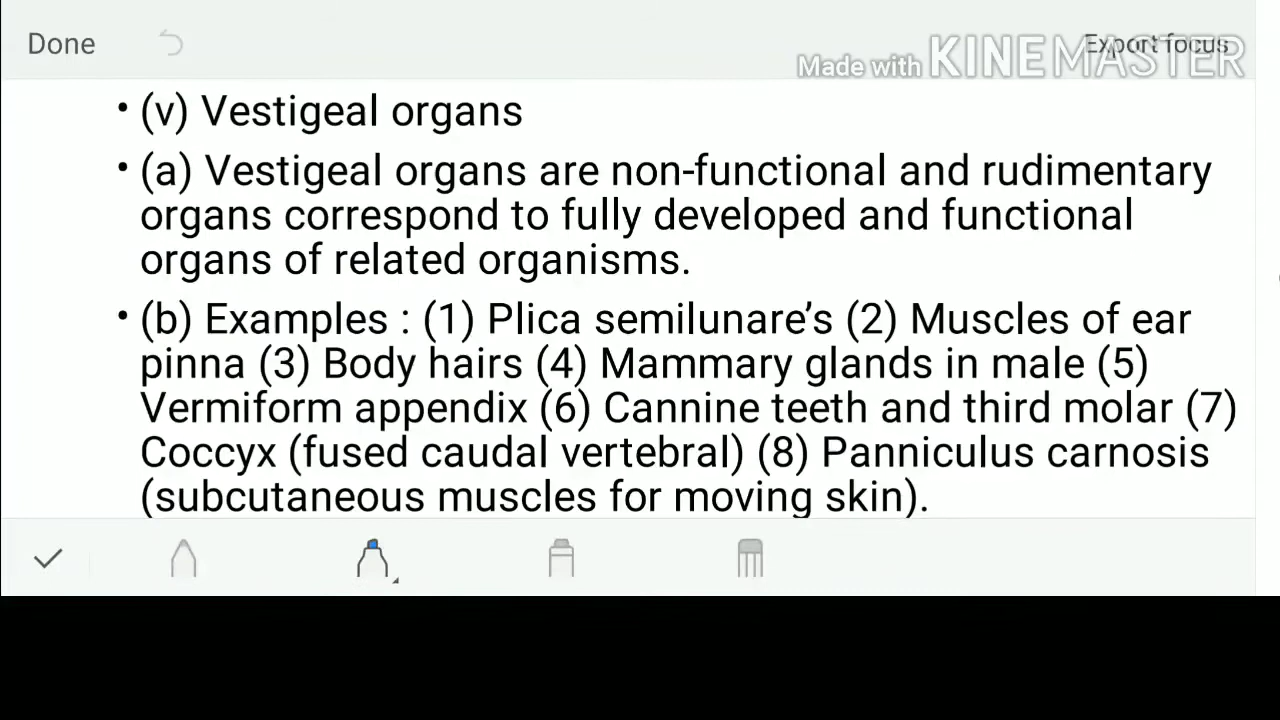 Done
Export focus
Made with KINEMASTER
• (v) Vestigeal organs
• (a) Vestigeal organs are non-functional and rudimentary
organs correspond to fully developed and functional
organs of related organisms.
• (b) Examples : (1) Plica semilunare’s (2) Muscles of ear
pinna (3) Body hairs (4) Mammary glands in male (5)
Vermiform appendix (6) Cannine teeth and third molar (7)
Coccyx (fused caudal vertebral) (8) Panniculus carnosis
(subcutaneous muscles for moving skin).